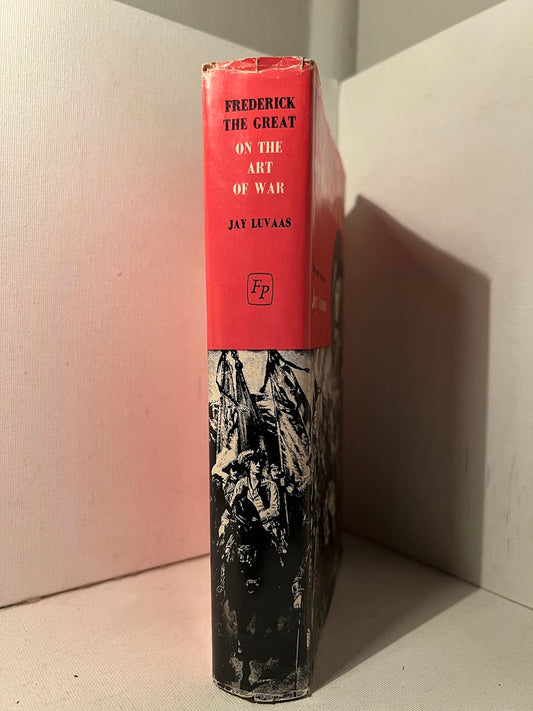 FREDERICK
THE GREAT
ON THE
ART
OF WAR
JAY LUVAAS
FP